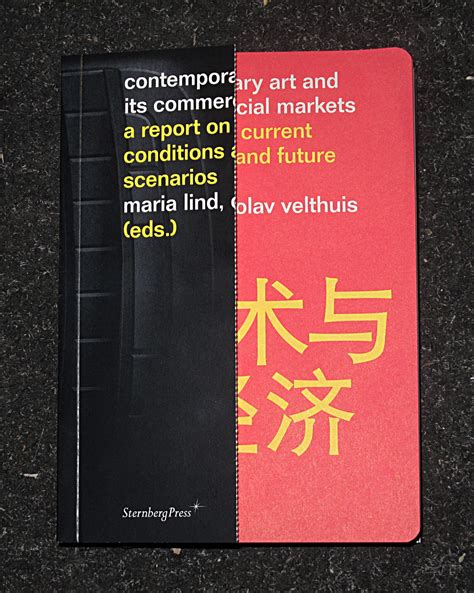 contemporary art and
its commercial markets
a report on current
conditions and future
scenarios
maria lind, olav velthuis
(eds.)
术与
经济
SternbergPress